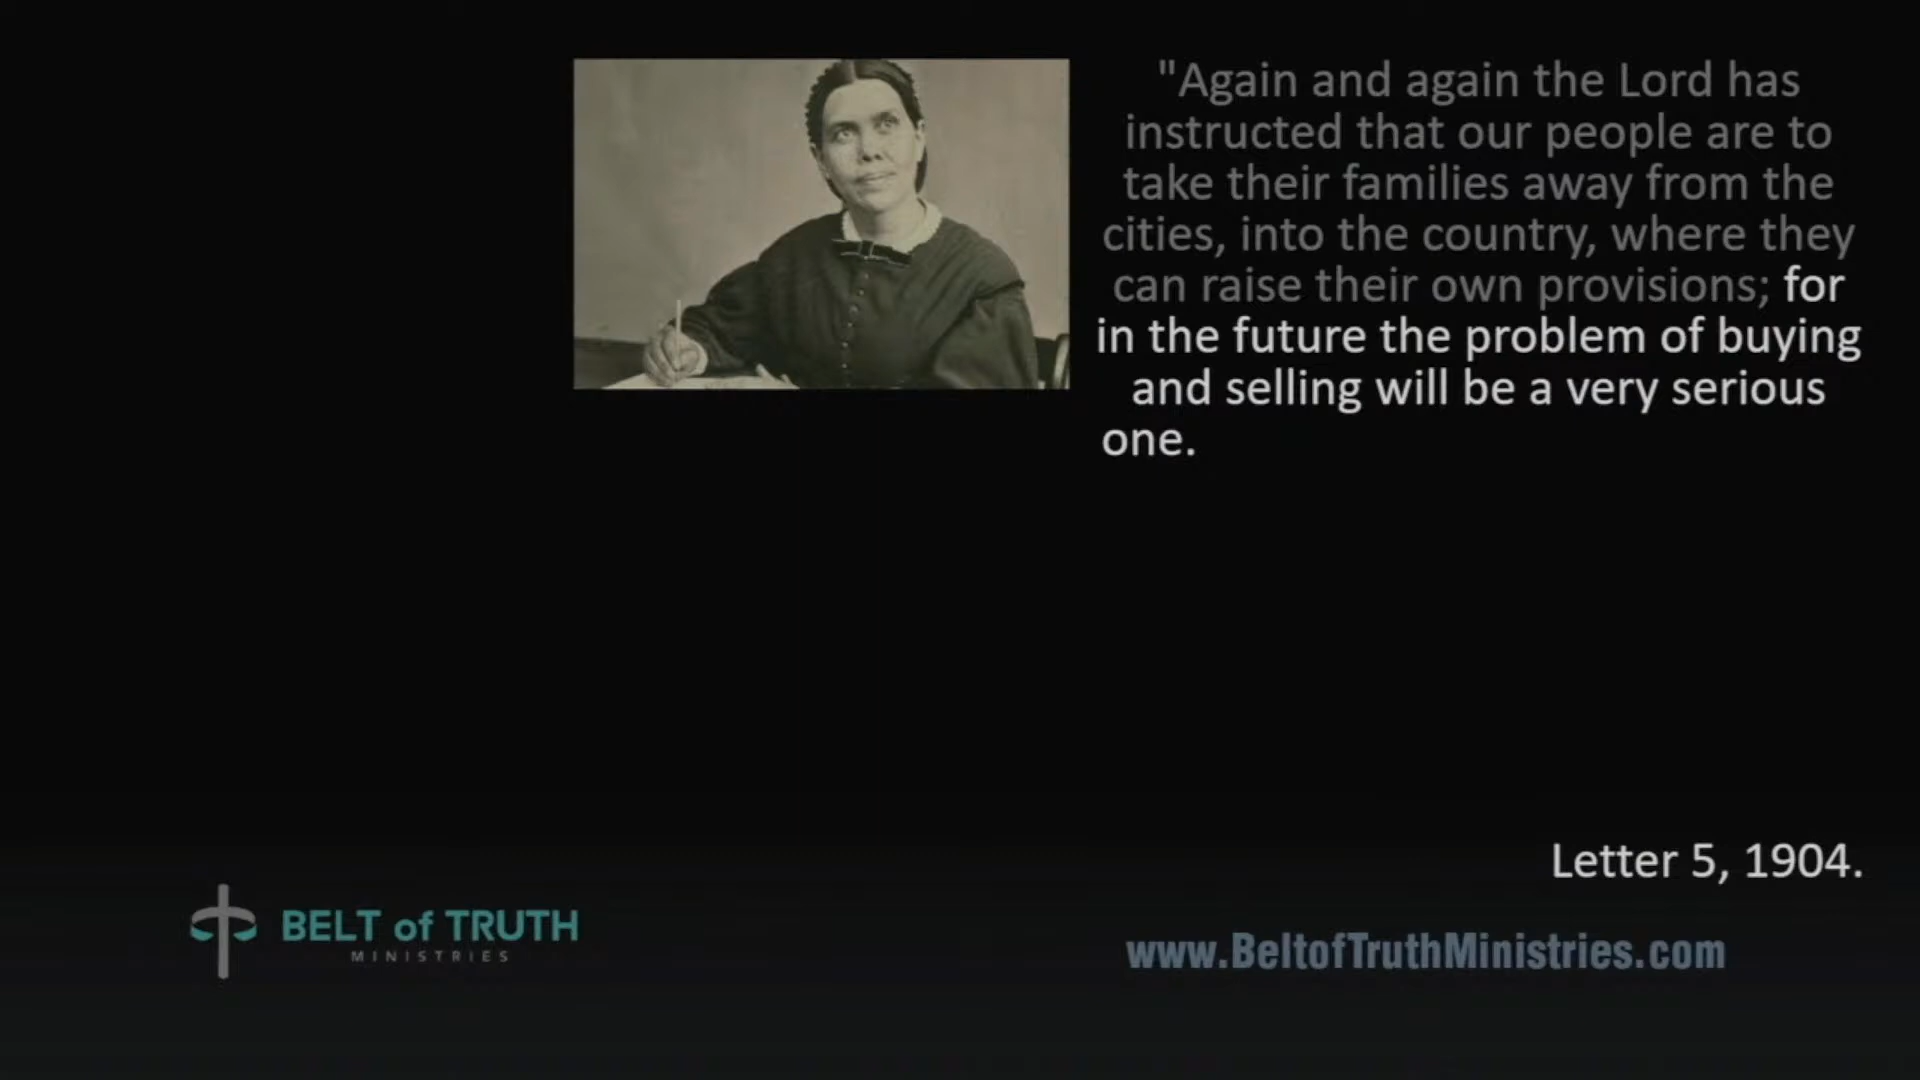 "Again and again the Lord has
instructed that our people are to
take their families away from the
cities, into the country, where they
can raise their own provisions; for
in the future the problem of buying
and selling will be a very serious
one.
Letter 5, 1904.
BELT of TRUTH
MINISTRIES
www.BeltofTruthMinistries.com